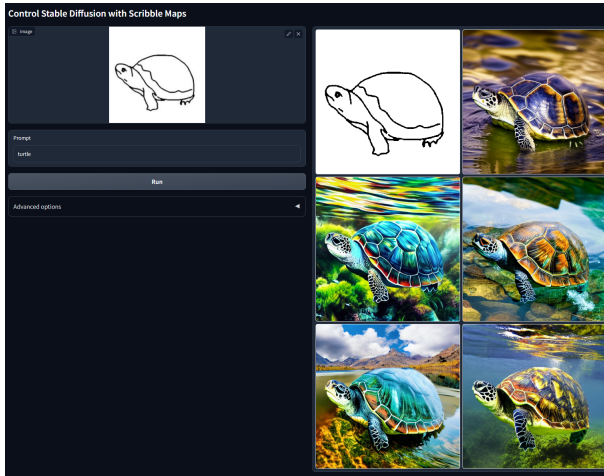 Control Stable Diffusion with Scribble Maps
Image
Prompt
turtle
Run
Advanced options